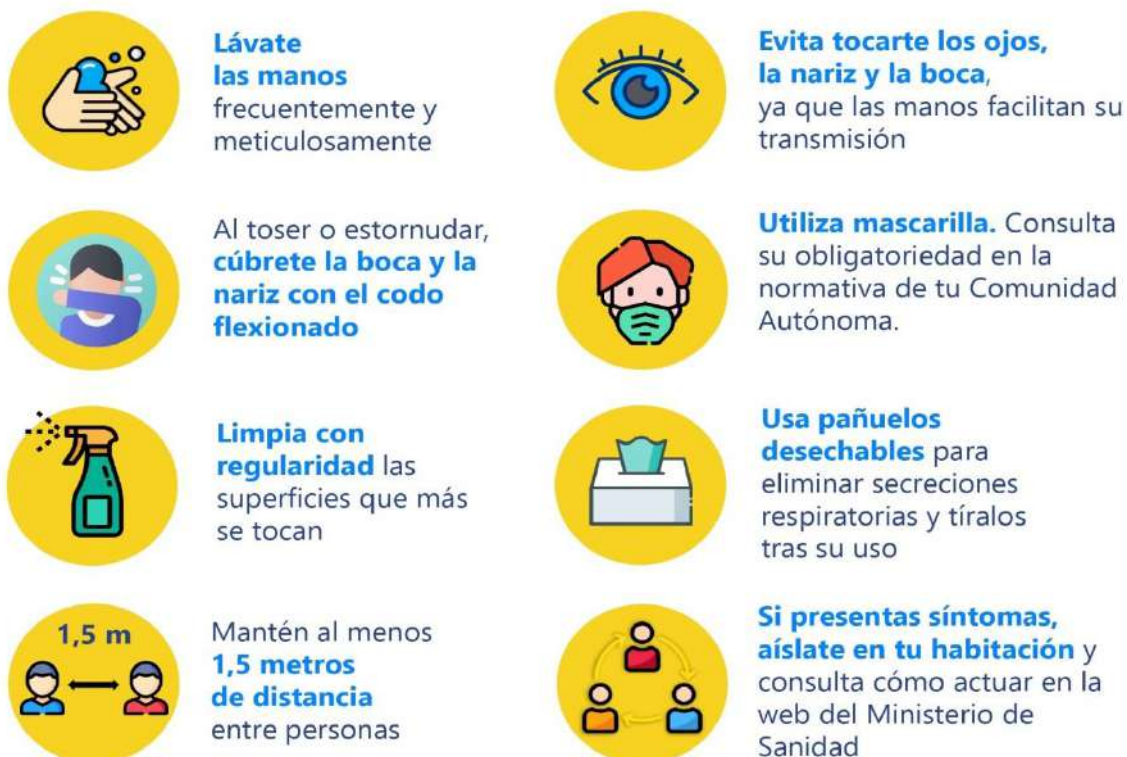 Lávate
las manos
frecuentemente y
meticulosamente
Evita tocarte los ojos,
la nariz y la boca,
ya que las manos facilitan su
transmisión
Al toser o estornudar,
cúbrete la boca y la
nariz con el codo
flexionado
Utiliza mascarilla. Consulta
su obligatoriedad en la
normativa de tu Comunidad
Autónoma.
Limpia con
regularidad las
superficies que más
se tocan
Usa pañuelos
desechables para
eliminar secreciones
respiratorias y tíralos
tras su uso
1,5 m
Mantén al menos
1,5 metros
de distancia
entre personas
Si presentas síntomas,
aíslate en tu habitación y
consulta cómo actuar en la
web del Ministerio de
Sanidad